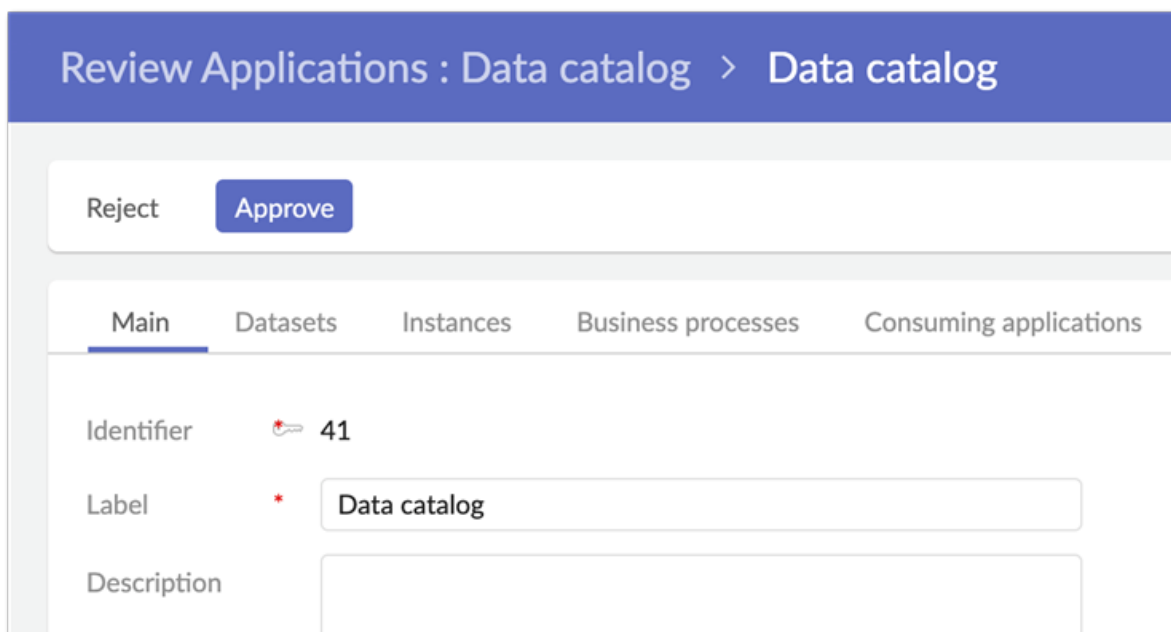 Review Applications : Data catalog > Data catalog
Reject Approve
Main Datasets Instances Business processes Consuming applications
Identifier * 41
Label * Data catalog
Description